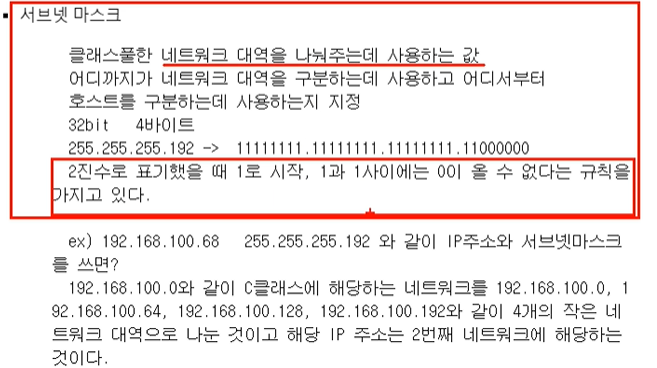 ▪ 서브넷 마스크
클래스풀한 네트워크 대역을 나눠주는데 사용하는 값
어디까지가 네트워크 대역을 구분하는데 사용하고 어디서부터
호스트를 구분하는데 사용하는지 지정
32bit 4바이트
255.255.255.192 -> 11111111.11111111.11111111.11000000
2진수로 표기했을 때 1로 시작, 1과 1사이에는 0이 올 수 없다는 규칙을
가지고 있다.
ex) 192.168.100.68 255.255.255.192 와 같이 IP주소와 서브넷마스크
를 쓰면?
192.168.100.0와 같이 C클래스에 해당하는 네트워크를 192.168.100.0, 1
92.168.100.64, 192.168.100.128, 192.168.100.192와 같이 4개의 작은 네
트워크 대역으로 나눈 것이고 해당 IP 주소는 2번째 네트워크에 해당하는
것이다.